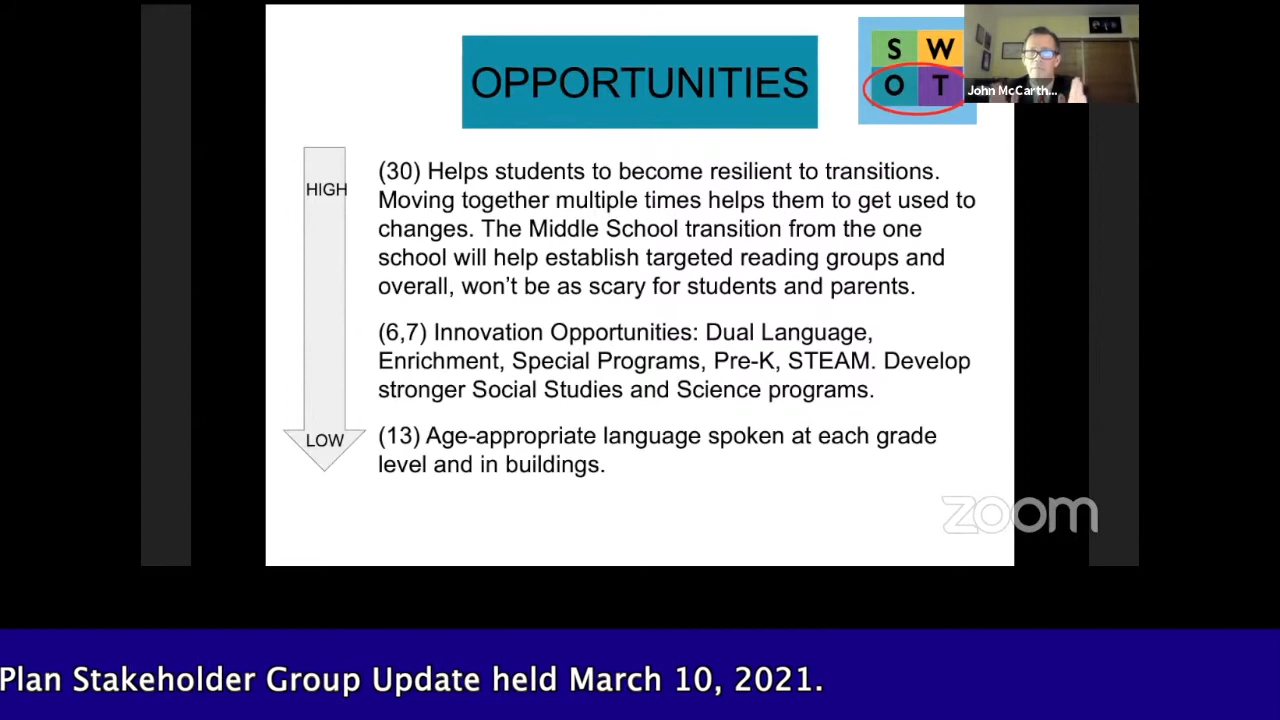 OPPORTUNITIES
S W
O T
John McCarth...
HIGH
LOW
(30) Helps students to become resilient to transitions.
Moving together multiple times helps them to get used to
changes. The Middle School transition from the one
school will help establish targeted reading groups and
overall, won't be as scary for students and parents.
(6,7) Innovation Opportunities: Dual Language,
Enrichment, Special Programs, Pre-K, STEAM. Develop
stronger Social Studies and Science programs.
(13) Age-appropriate language spoken at each grade
level and in buildings.
zoom
Plan Stakeholder Group Update held March 10, 2021.